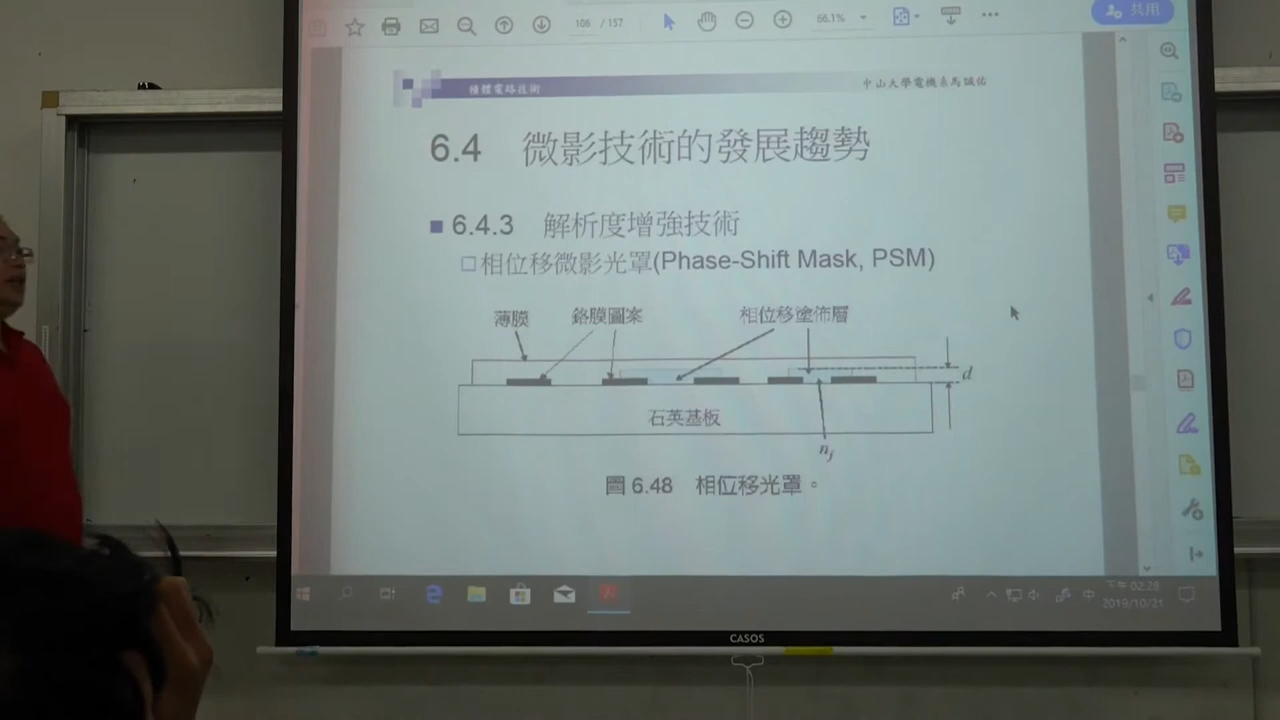 106 / 157
66.1%
共用
積體電路技術
中山大學電機系馬誠佑
6.4 微影技術的發展趨勢
6.4.3 解析度增強技術
相位移微影光罩(Phase-Shift Mask, PSM)
薄膜 鉻膜圖案 相位移塗佈層
d
石英基板
nf
圖 6.48 相位移光罩。
中
下午 02:28
2019/10/21
CASOS